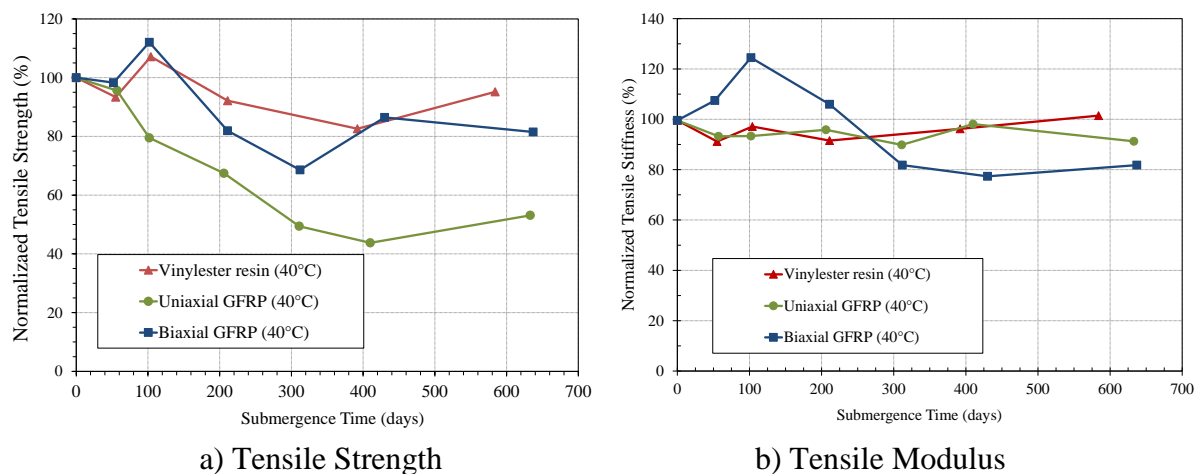 120
100
80
60
40
20
0
0 100 200 300 400 500 600 700
Normalizaed Tensile Strength (%)
Submergence Time (days)
Vinylester resin (40°C)
Uniaxial GFRP (40°C)
Biaxial GFRP (40°C)
a) Tensile Strength
140
120
100
80
60
40
20
0
0 100 200 300 400 500 600 700
Normalizaed Tensile Stiffness (%)
Submergence Time (days)
Vinylester resin (40°C)
Uniaxial GFRP (40°C)
Biaxial GFRP (40°C)
b) Tensile Modulus